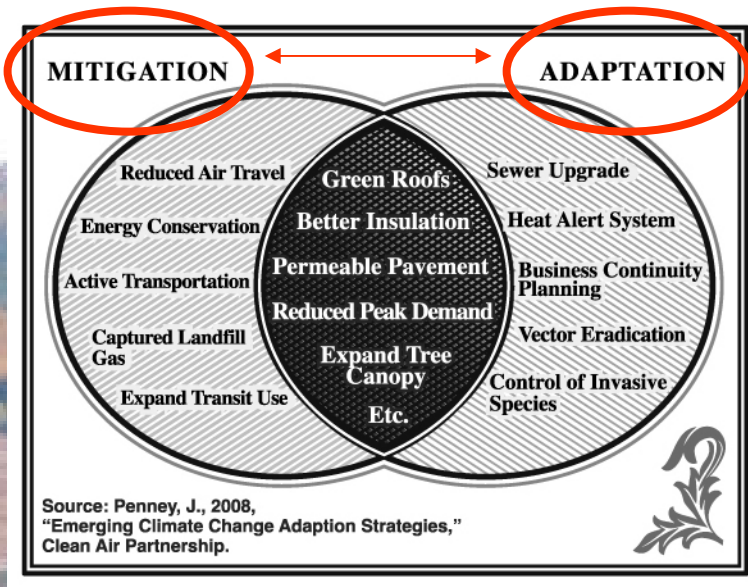 MITIGATION
ADAPTATION
Reduced Air Travel
Energy Conservation
Active Transportation
Captured Landfill
Gas
Expand Transit Use
Green Roofs
Better Insulation
Permeable Pavement
Reduced Peak Demand
Expand Tree
Canopy
Etc.
Sewer Upgrade
Heat Alert System
Business Continuity
Planning
Vector Eradication
Control of Invasive
Species
Source: Penney, J., 2008,
“Emerging Climate Change Adaption Strategies,”
Clean Air Partnership.